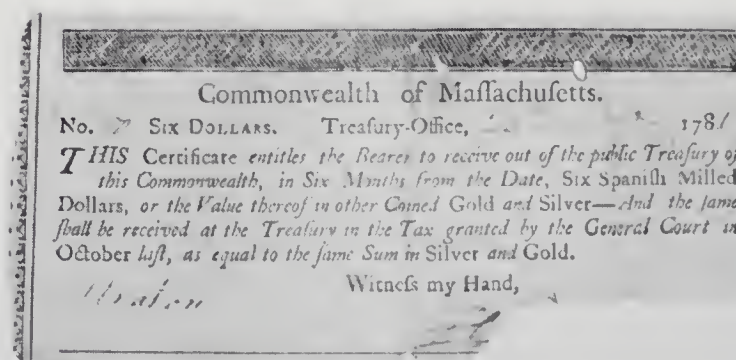 Commonwealth of Maſſachuſetts.
No. SIX DOLLARS. Treaſury-Office, 178
THIS Certificate entitles the Bearer to receive out of the public Treaſury of
this Commonwealth, in Six Months from the Date, Six Spaniſh Milled
Dollars, or the Value thereof in other Coined Gold and Silver—And the ſame
ſhall be received at the Treaſury in the Tax granted by the General Court in
October laſt, as equal to the ſame Sum in Silver and Gold.
Witneſs my Hand,